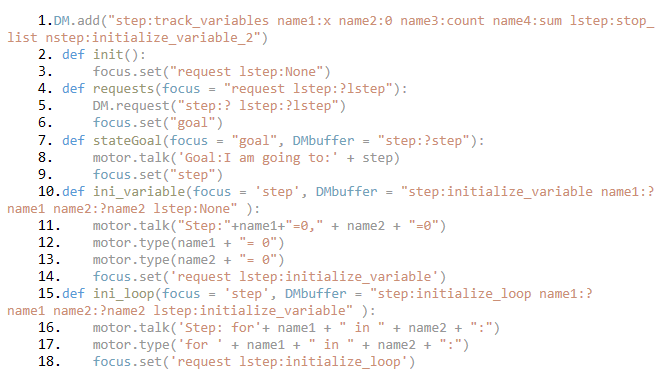 1.DM.add("step:track_variables name1:x name2:0 name3:count name4:sum lstep:stop_
list nstep:initialize_variable_2")
2. def init():
3. focus.set("request lstep:None")
4. def requests(focus = "request lstep:?lstep"):
5. DM.request("step:? lstep:?lstep")
6. focus.set("goal")
7. def stateGoal(focus = "goal", DMbuffer = "step:?step"):
8. motor.talk('Goal:I am going to:' + step)
9. focus.set("step")
10.def ini_variable(focus = 'step', DMbuffer = "step:initialize_variable name1:?
name1 name2:?name2 lstep:None" ):
11. motor.talk("Step:"+name1+"=0," + name2 + "=0")
12. motor.type(name1 + "= 0")
13. motor.type(name2 + "= 0")
14. focus.set('request lstep:initialize_variable')
15.def ini_loop(focus = 'step', DMbuffer = "step:initialize_loop name1:?
name1 name2:?name2 lstep:initialize_variable" ):
16. motor.talk('Step: for'+ name1 + " in " + name2 + ":")
17. motor.type('for ' + name1 + " in " + name2 + ":")
18. focus.set('request lstep:initialize_loop')